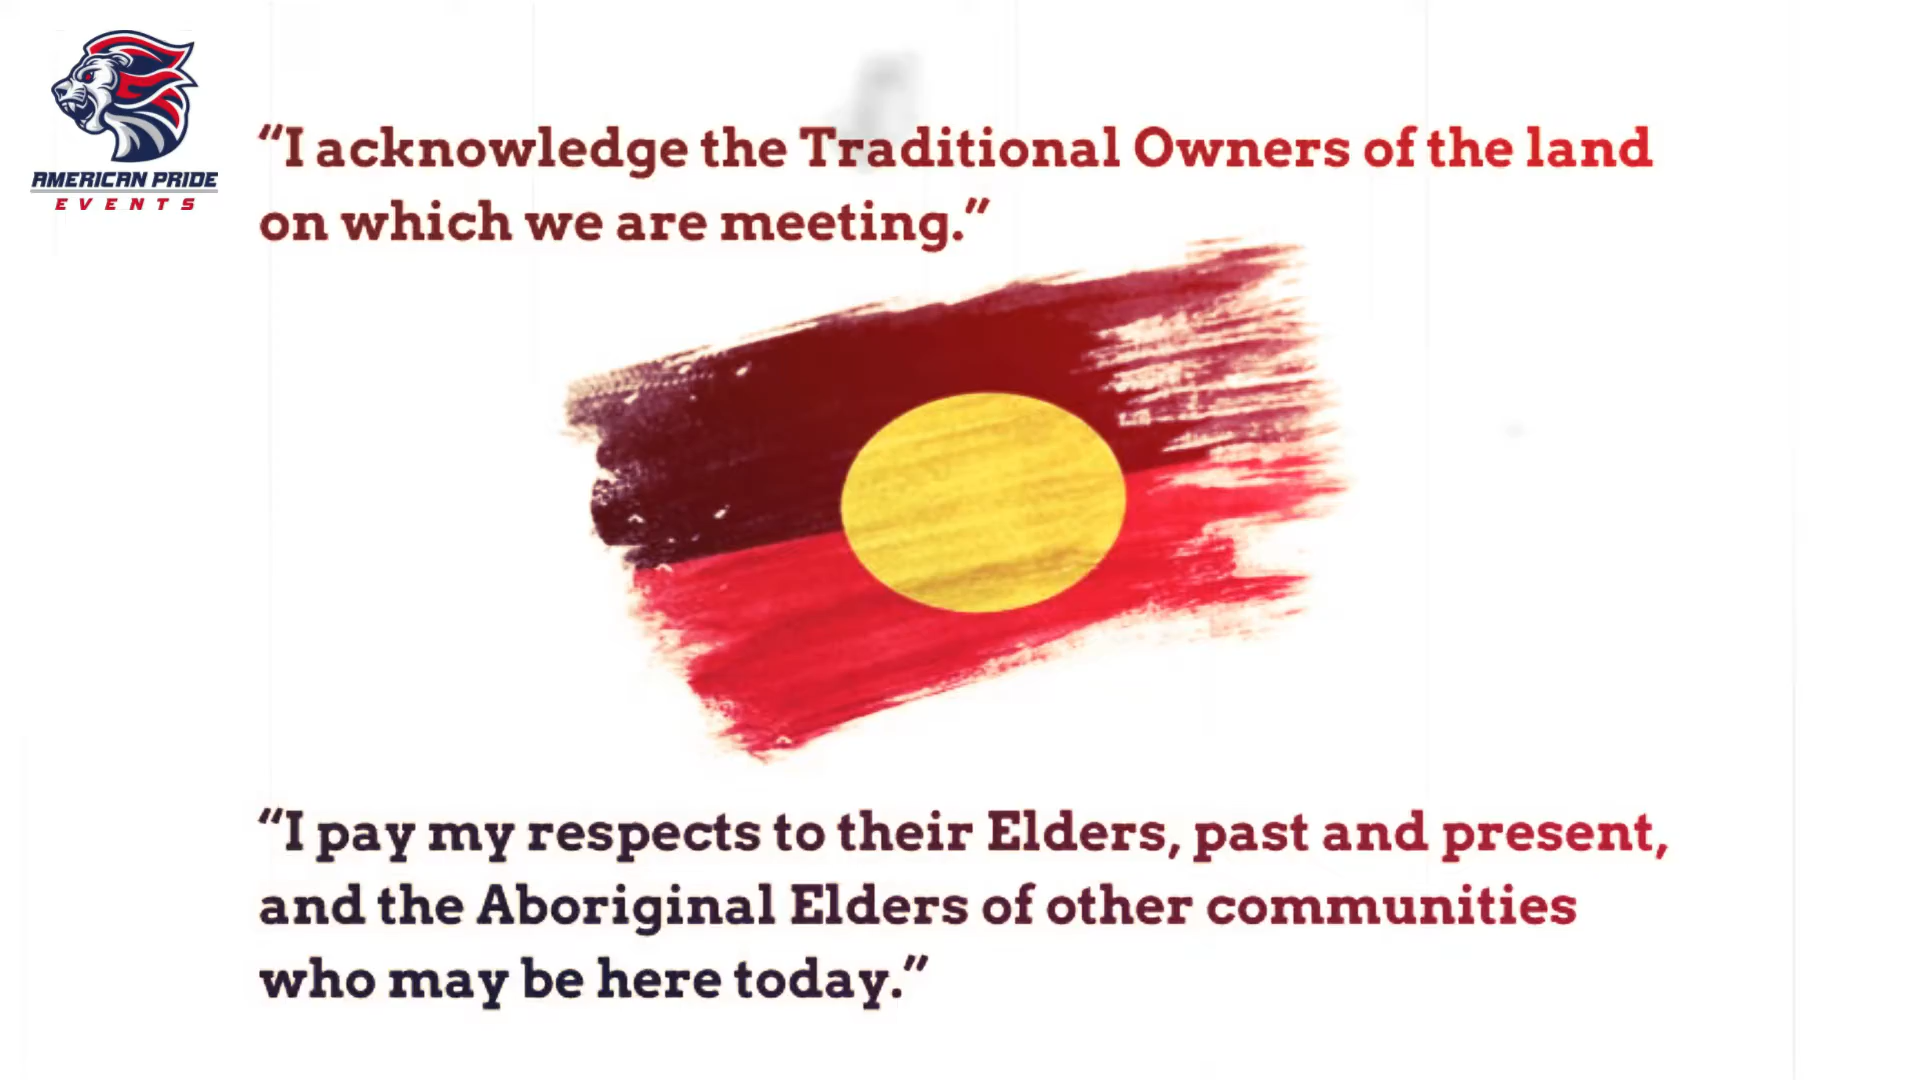 AMERICAN PRIDE
EVENTS
“I acknowledge the Traditional Owners of the land
on which we are meeting.”
“I pay my respects to their Elders, past and present,
and the Aboriginal Elders of other communities
who may be here today.”